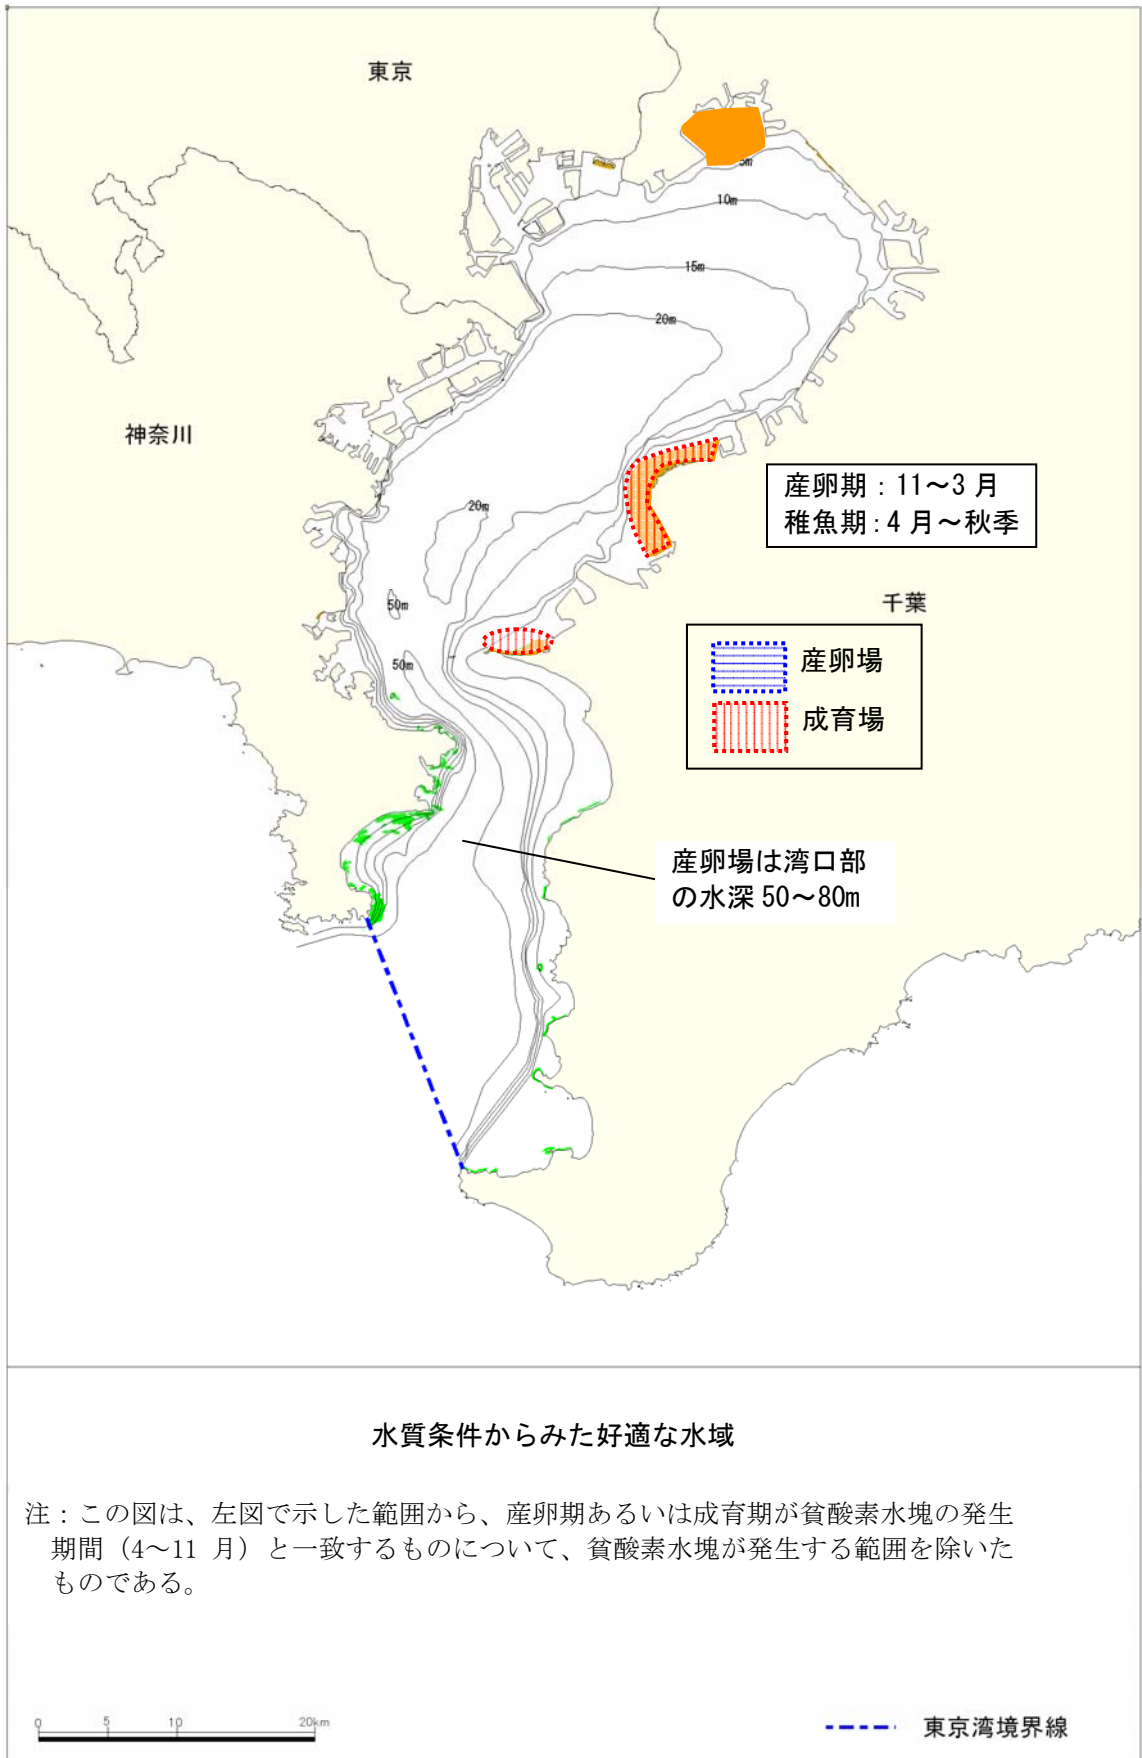 東京
5m
10m
15m
20m
神奈川
産卵期：11～3月
稚魚期：4月～秋季
20m
千葉
50m
50m
産卵場
成育場
産卵場は湾口部
の水深50～80m
水質条件からみた好適な水域
注：この図は、左図で示した範囲から、産卵期あるいは成育期が貧酸素水塊の発生
期間（4～11 月）と一致するものについて、貧酸素水塊が発生する範囲を除いた
ものである。
0 5 10 20km
東京湾境界線